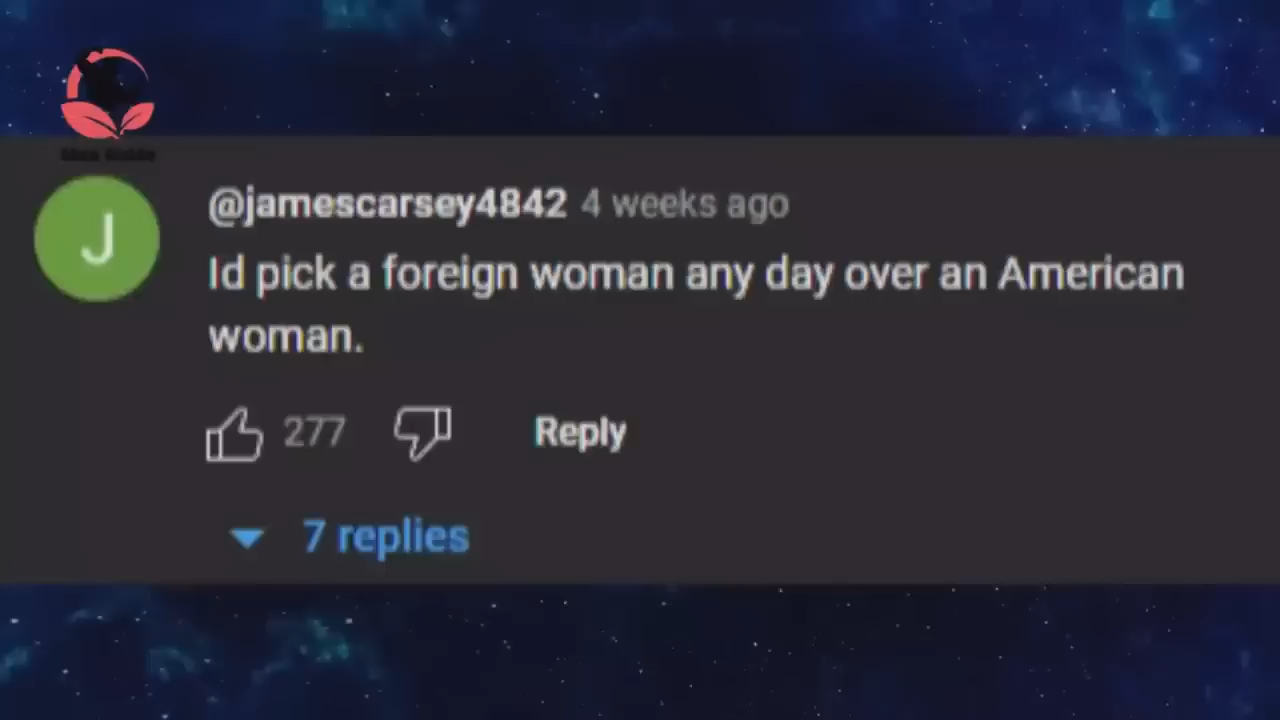 J
@jamescarsey4842 4 weeks ago
Id pick a foreign woman any day over an American
woman.
277 Reply
7 replies